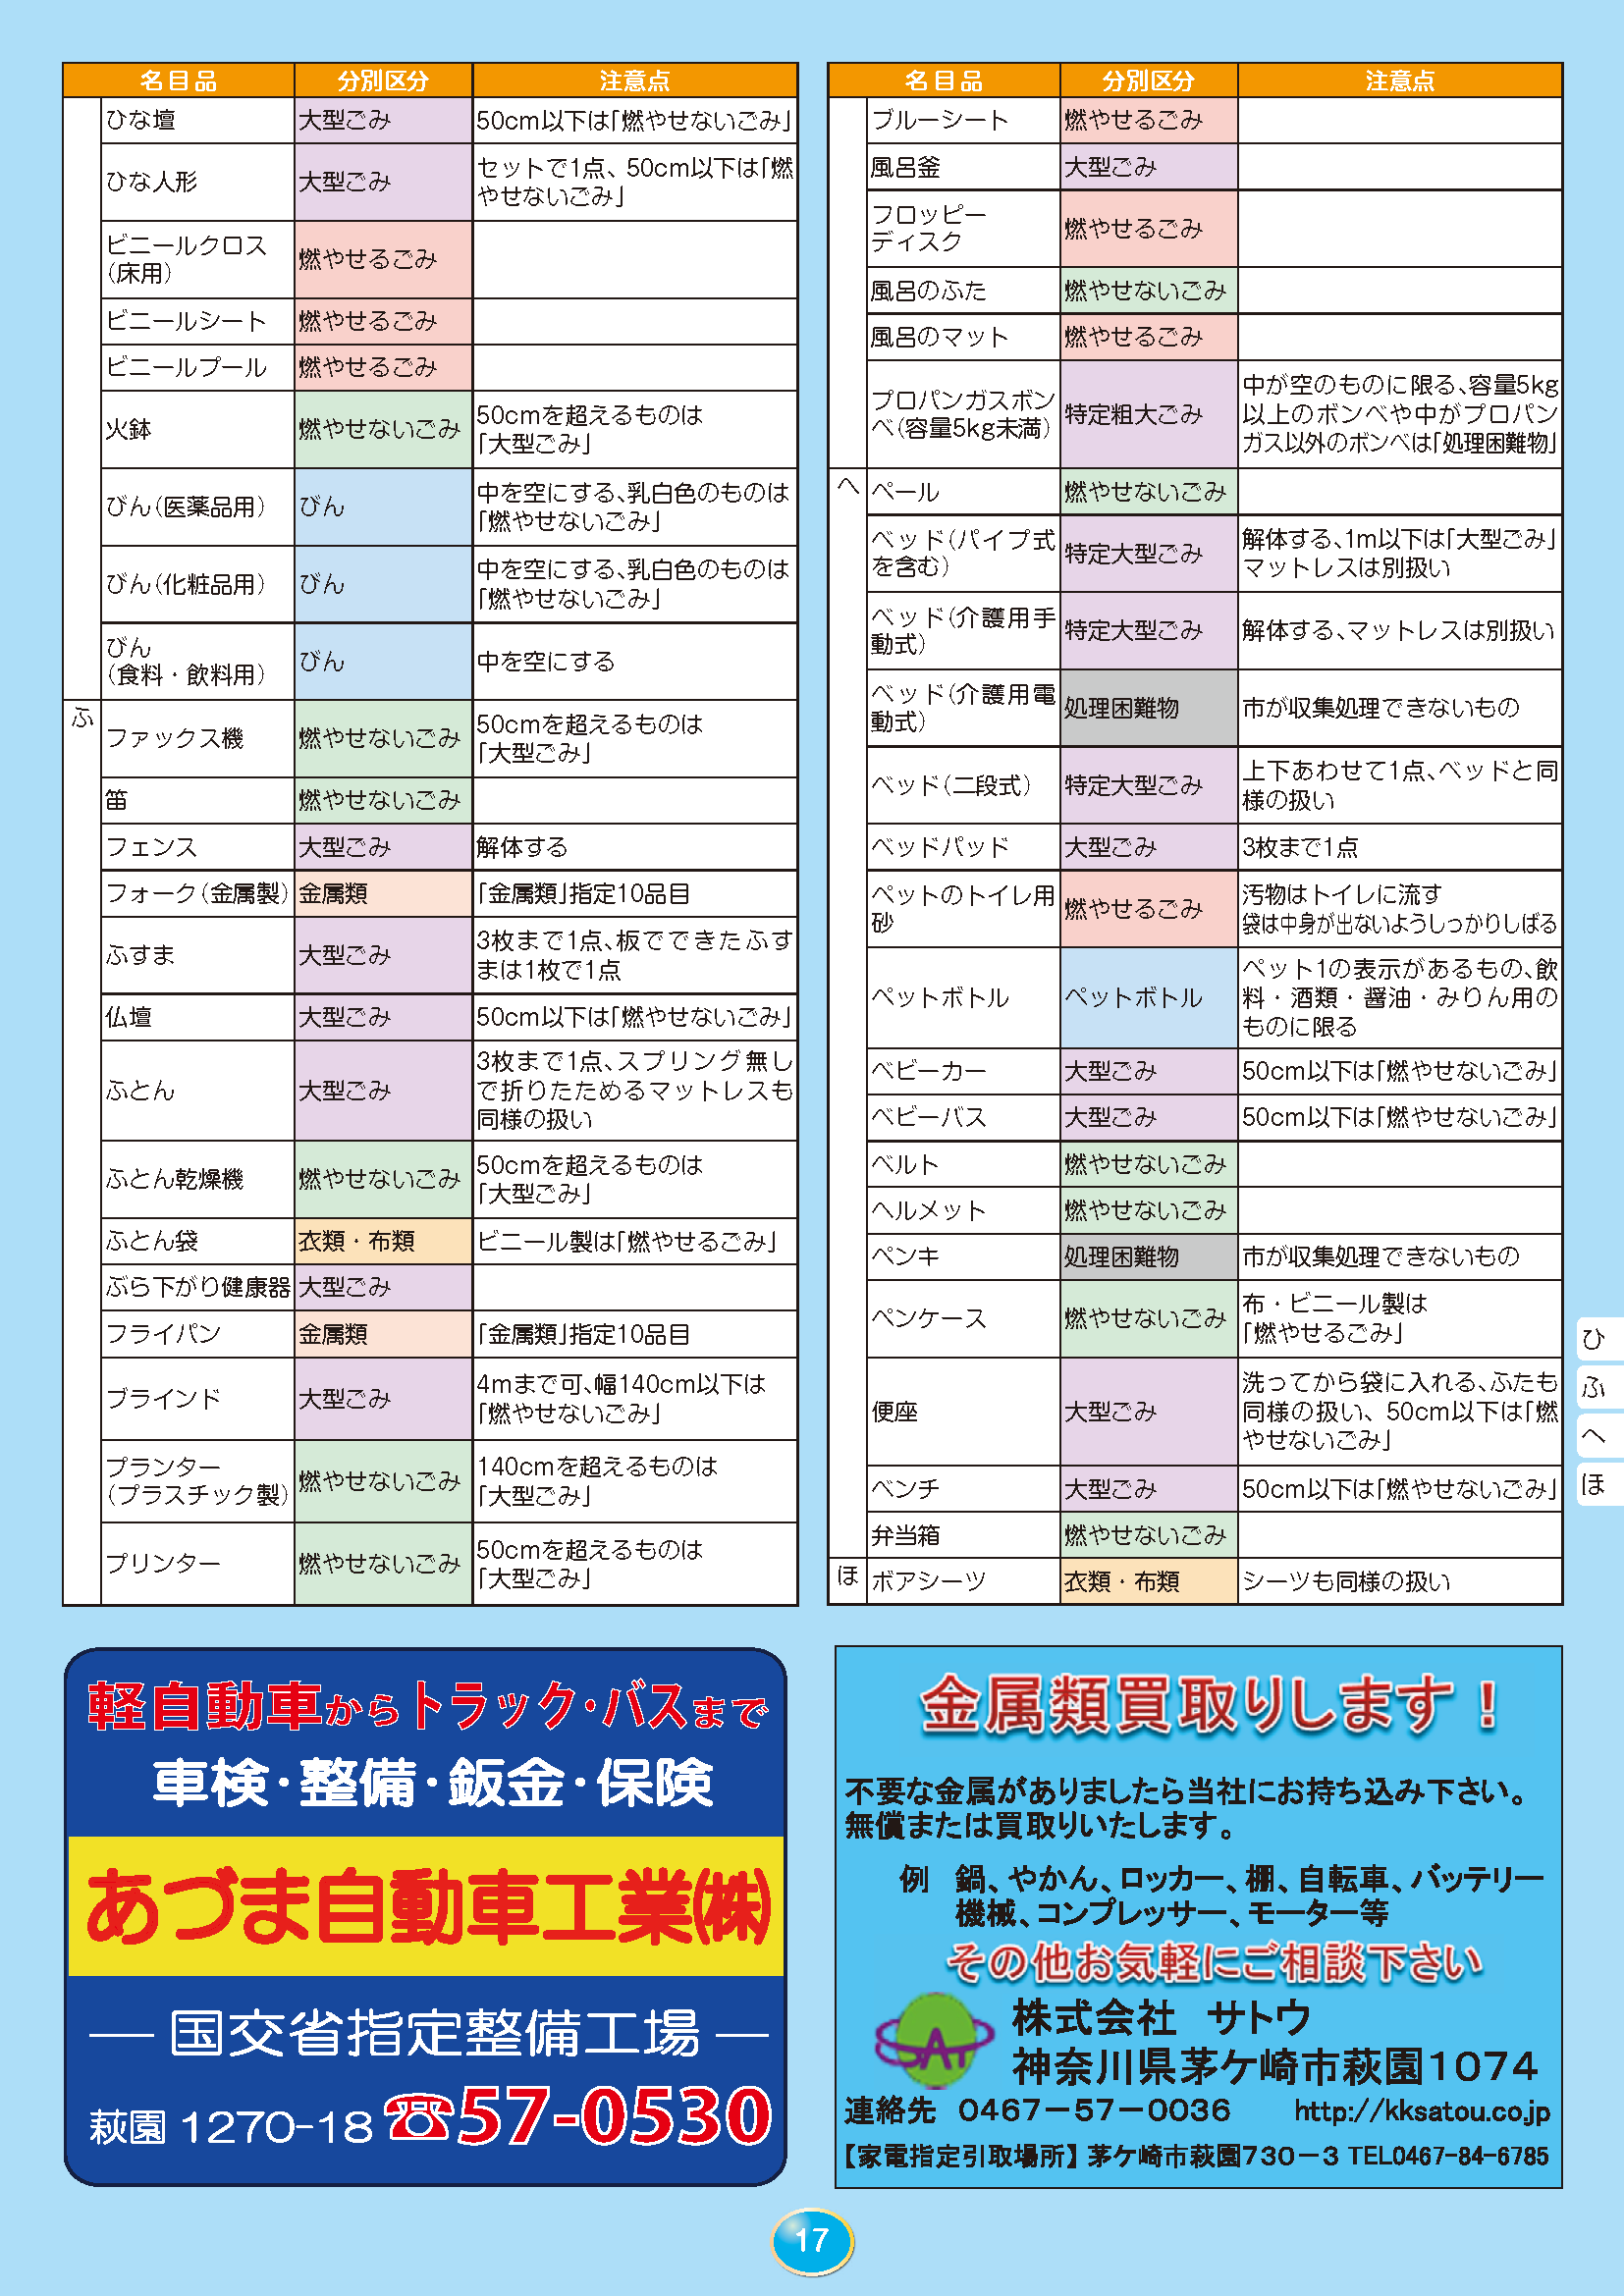 名目品 分別区分 注意点
ひな壇 大型ごみ 50cm以下は「燃やせないごみ」
ひな人形 大型ごみ セットで1点、50cm以下は「燃
やせないごみ」
ビニールクロス
（床用） 燃やせるごみ
ビニールシート 燃やせるごみ
ビニールプール 燃やせるごみ
火鉢 燃やせないごみ 50cmを超えるものは
「大型ごみ」
びん（医薬品用） びん 中を空にする、乳白色のものは
「燃やせないごみ」
びん（化粧品用） びん 中を空にする、乳白色のものは
「燃やせないごみ」
びん
（食料・飲料用） びん 中を空にする
ふ
ファックス機 燃やせないごみ 50cmを超えるものは
「大型ごみ」
笛 燃やせないごみ
フェンス 大型ごみ 解体する
フォーク（金属製） 金属類 「金属類」指定10品目
ふすま 大型ごみ 3枚まで1点、板でできたふす
まは1枚で1点
仏壇 大型ごみ 50cm以下は「燃やせないごみ」
ふとん 大型ごみ 3枚まで1点、スプリング無し
で折りたためるマットレスも
同様の扱い
ふとん乾燥機 燃やせないごみ 50cmを超えるものは
「大型ごみ」
ふとん袋 衣類・布類 ビニール製は「燃やせるごみ」
ぶら下がり健康器 大型ごみ
フライパン 金属類 「金属類」指定10品目
ブラインド 大型ごみ 4mまで可、幅140cm以下は
「燃やせないごみ」
プランター
（プラスチック製） 燃やせないごみ 140cmを超えるものは
「大型ごみ」
プリンター 燃やせないごみ 50cmを超えるものは
「大型ごみ」
名目品 分別区分 注意点
ブルーシート 燃やせるごみ
風呂釜 大型ごみ
フロッピー
ディスク 燃やせるごみ
風呂のふた 燃やせないごみ
風呂のマット 燃やせるごみ
プロパンガスボン
ベ（容量5kg未満） 特定粗大ごみ 中が空のものに限る、容量5kg
以上のボンベや中がプロパン
ガス以外のボンベは「処理困難物」
へ ペール 燃やせないごみ
ベッド（パイプ式
を含む） 特定大型ごみ 解体する、1m以下は「大型ごみ」
マットレスは別扱い
ベッド（介護用手
動式） 特定大型ごみ 解体する、マットレスは別扱い
ベッド（介護用電
動式） 処理困難物 市が収集処理できないもの
ベッド（二段式） 特定大型ごみ 上下あわせて1点、ベッドと同
様の扱い
ベッドパッド 大型ごみ 3枚まで1点
ペットのトイレ用
砂 燃やせるごみ 汚物はトイレに流す
袋は中身が出ないようしっかりしばる
ペットボトル ペットボトル ペット1の表示があるもの、飲
料・酒類・醤油・みりん用の
ものに限る
ベビーカー 大型ごみ 50cm以下は「燃やせないごみ」
ベビーバス 大型ごみ 50cm以下は「燃やせないごみ」
ベルト 燃やせないごみ
ヘルメット 燃やせないごみ
ペンキ 処理困難物 市が収集処理できないもの
ペンケース 燃やせないごみ 布・ビニール製は
「燃やせるごみ」
便座 大型ごみ 洗ってから袋に入れる、ふたも
同様の扱い、50cm以下は「燃
やせないごみ」
ベンチ 大型ごみ 50cm以下は「燃やせないごみ」
弁当箱 燃やせないごみ
ほ ボアシーツ 衣類・布類 シーツも同様の扱い
ひ
ふ
へ
ほ
軽自動車からトラック・バスまで
車検・整備・鈑金・保険
あづま自動車工業㈱
― 国交省指定整備工場 ―
萩園 1270-18 ☎57-0530
金属類買取りします！
不要な金属がありましたら当社にお持ち込み下さい。
無償または買取りいたします。
例 鍋、やかん、ロッカー、棚、自転車、バッテリー
機械、コンプレッサー、モーター等
その他お気軽にご相談下さい
SAT
株式会社 サトウ
神奈川県茅ケ崎市萩園１０７４
連絡先 ０４６７－５７－００３６ http://kksatou.co.jp
【家電指定引取場所】 茅ケ崎市萩園７３０－３ TEL0467-84-6785
17